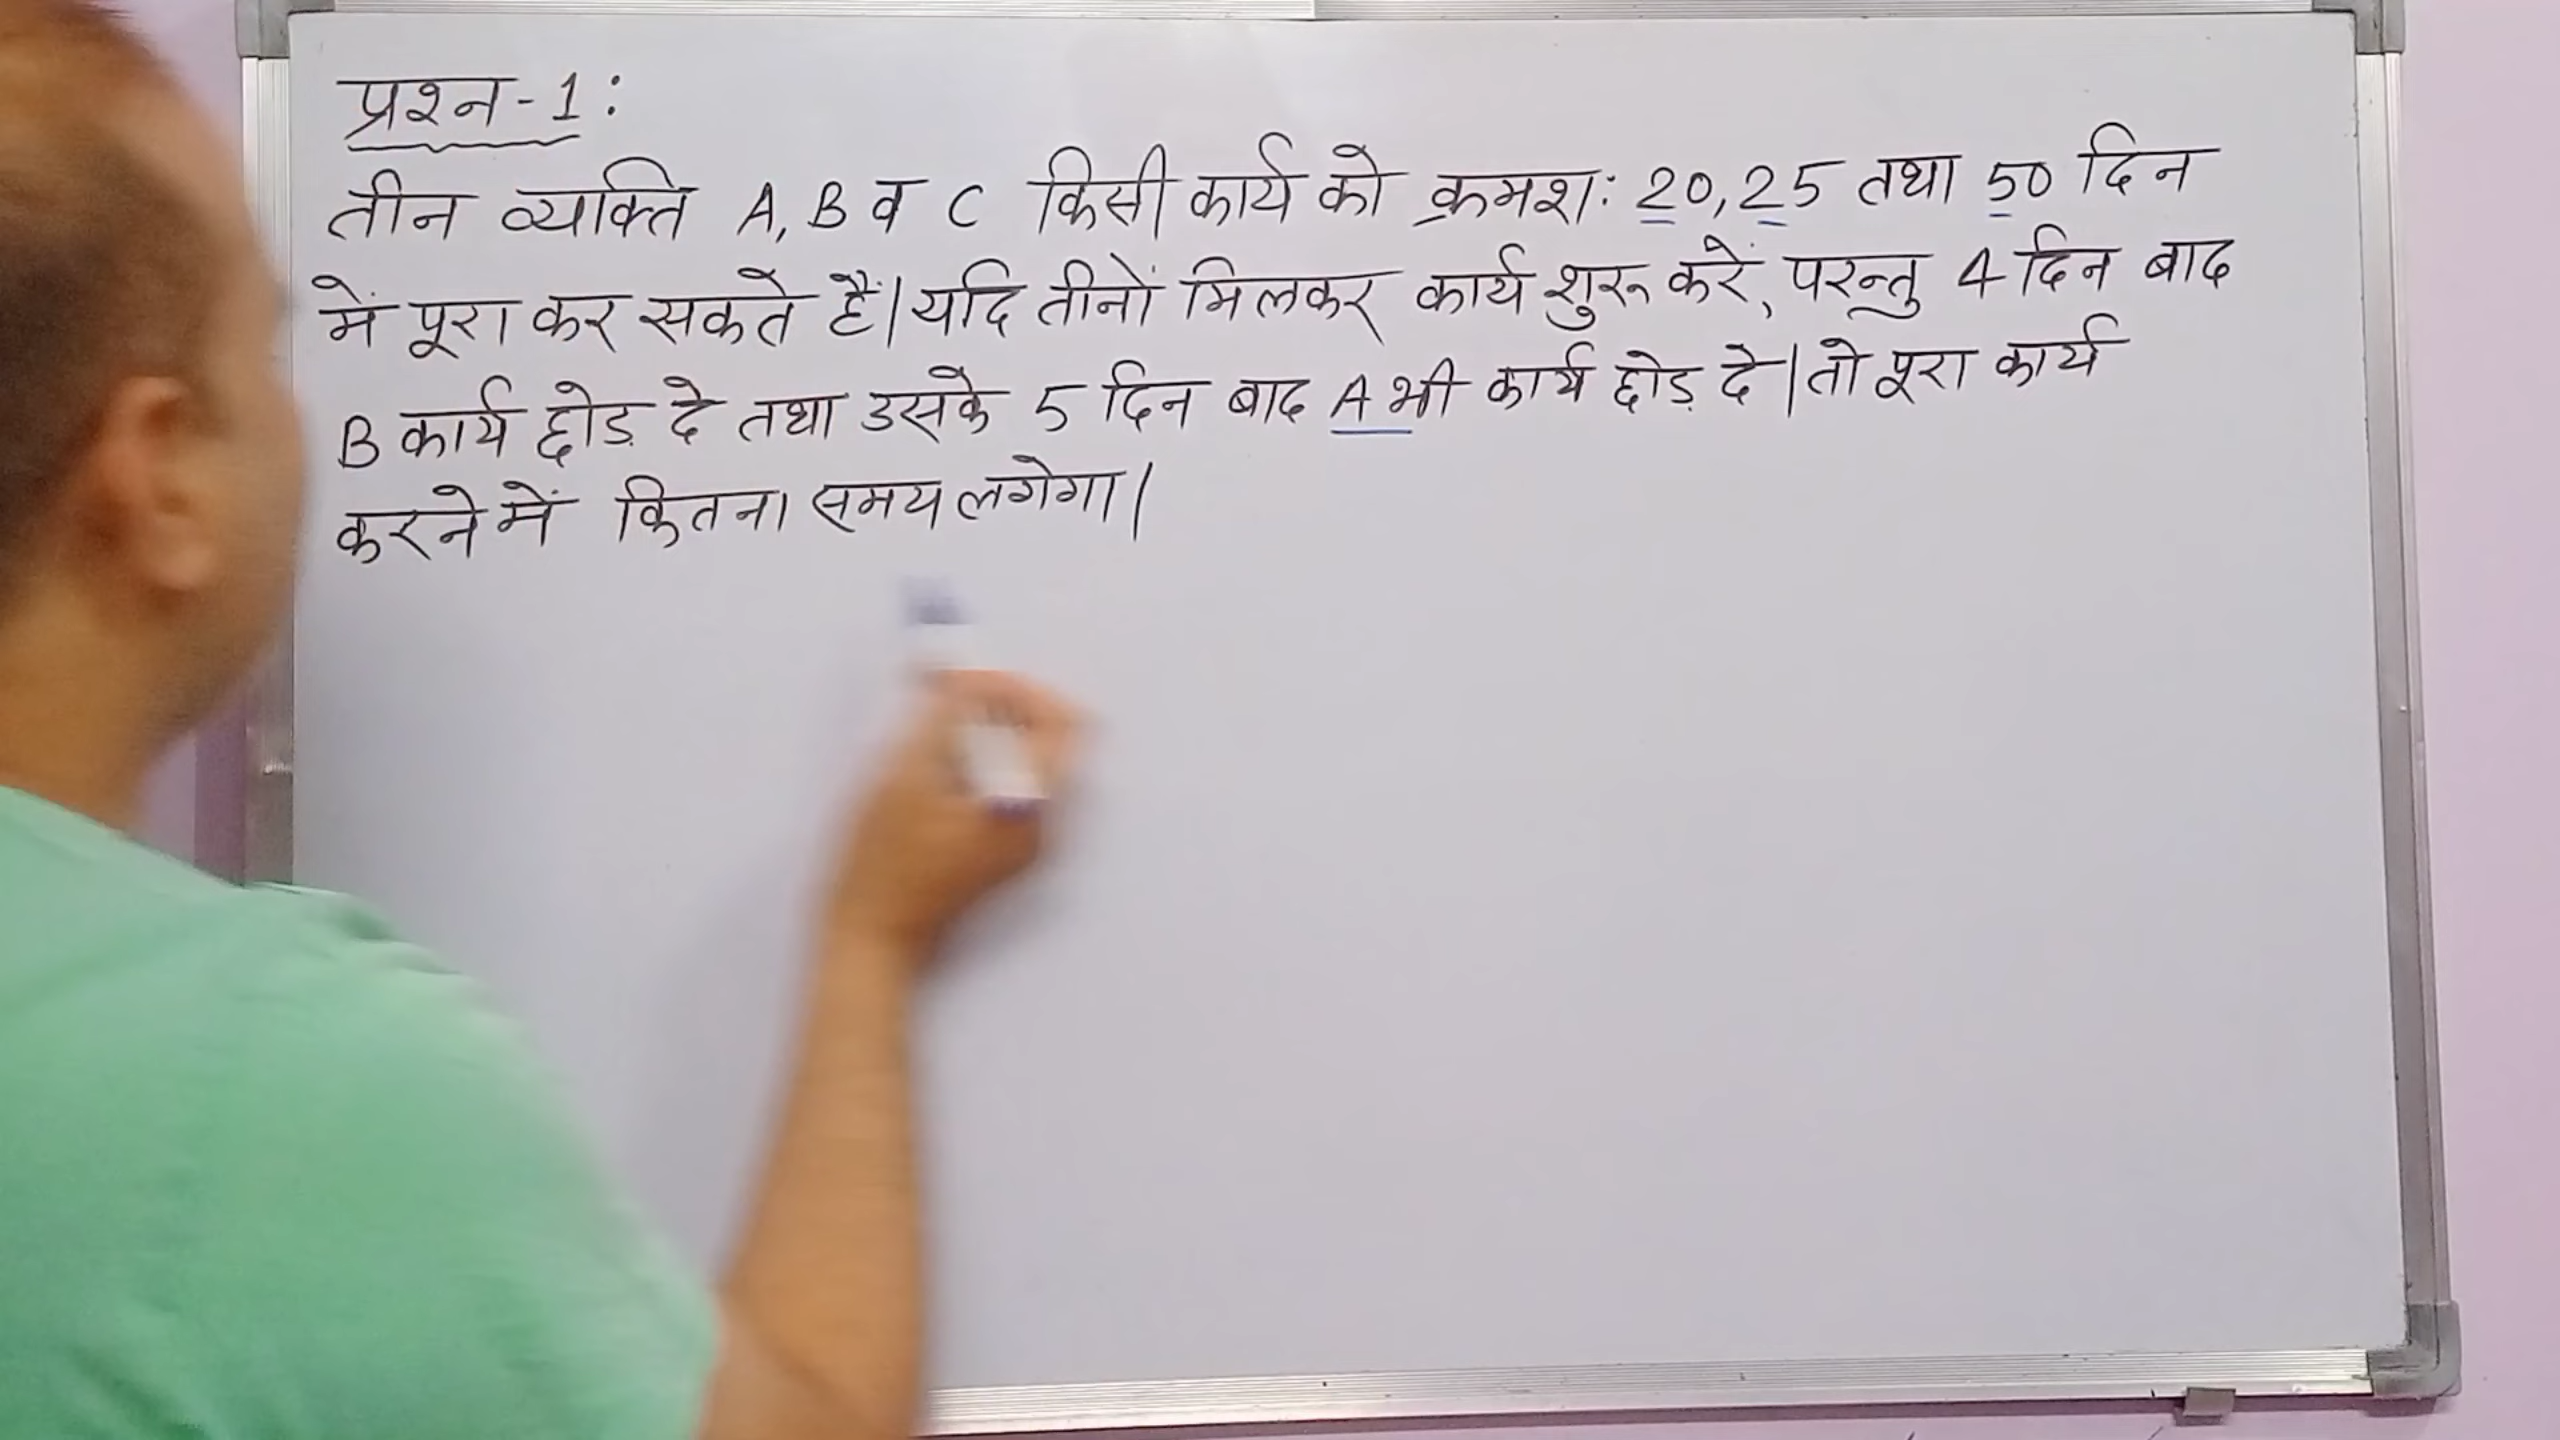 प्रश्न-1:
तीन व्यक्ति A, B व C किसी कार्य को क्रमश: 20, 25 तथा 50 दिन
में पूरा कर सकते हैं। यदि तीनों मिलकर कार्य शुरू करें, परन्तु 4 दिन बाद
B कार्य छोड़ दे तथा उसके 5 दिन बाद A भी कार्य छोड़ दे। तो पूरा कार्य
करने में कितना समय लगेगा।